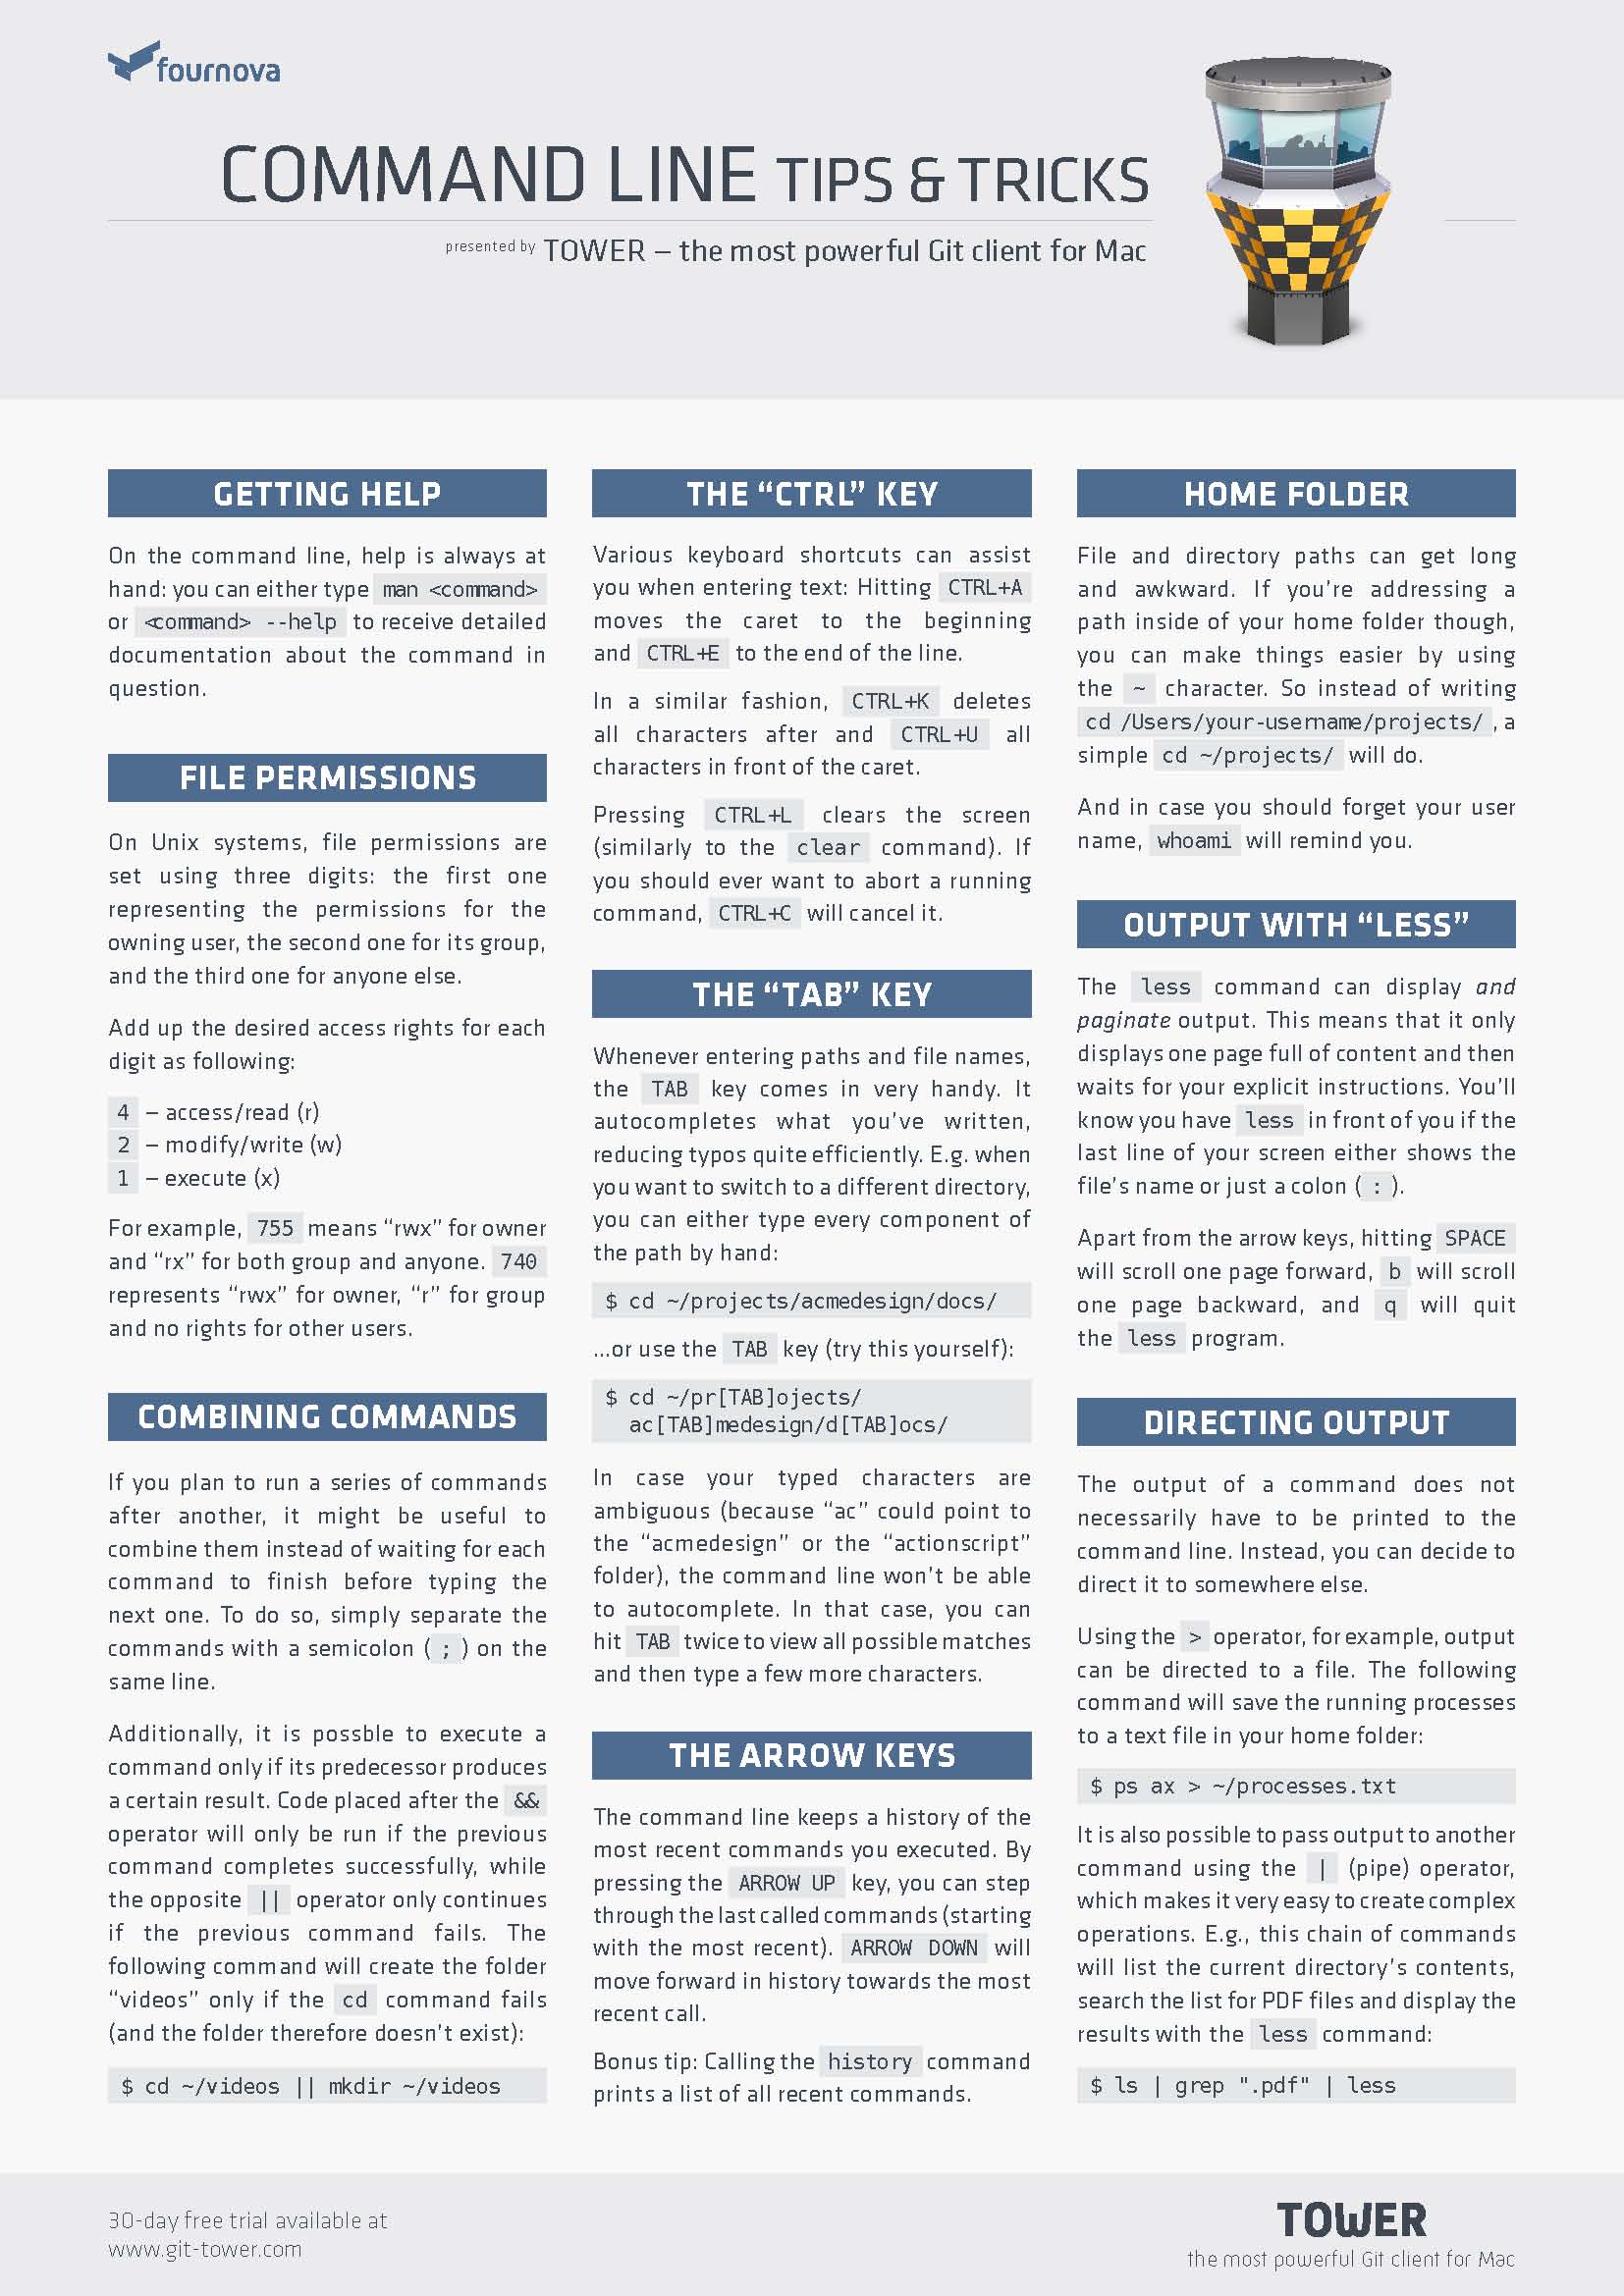 fournova
COMMAND LINE TIPS & TRICKS
presented by TOWER – the most powerful Git client for Mac
GETTING HELP
On the command line, help is always at
hand: you can either type man <command>
or <command> --help to receive detailed
documentation about the command in
question.
FILE PERMISSIONS
On Unix systems, file permissions are
set using three digits: the first one
representing the permissions for the
owning user, the second one for its group,
and the third one for anyone else.
Add up the desired access rights for each
digit as following:
4 – access/read (r)
2 – modify/write (w)
1 – execute (x)
For example, 755 means “rwx” for owner
and “rx” for both group and anyone. 740
represents “rwx” for owner, “r” for group
and no rights for other users.
COMBINING COMMANDS
If you plan to run a series of commands
after another, it might be useful to
combine them instead of waiting for each
command to finish before typing the
next one. To do so, simply separate the
commands with a semicolon ( ; ) on the
same line.
Additionally, it is possble to execute a
command only if its predecessor produces
a certain result. Code placed after the &&
operator will only be run if the previous
command completes successfully, while
the opposite || operator only continues
if the previous command fails. The
following command will create the folder
“videos” only if the cd command fails
(and the folder therefore doesn’t exist):
$ cd ~/videos || mkdir ~/videos
THE “CTRL” KEY
Various keyboard shortcuts can assist
you when entering text: Hitting CTRL+A
moves the caret to the beginning
and CTRL+E to the end of the line.
In a similar fashion, CTRL+K deletes
all characters after and CTRL+U all
characters in front of the caret.
Pressing CTRL+L clears the screen
(similarly to the clear command). If
you should ever want to abort a running
command, CTRL+C will cancel it.
THE “TAB” KEY
Whenever entering paths and file names,
the TAB key comes in very handy. It
autocompletes what you’ve written,
reducing typos quite efficiently. E.g. when
you want to switch to a different directory,
you can either type every component of
the path by hand:
$ cd ~/projects/acmedesign/docs/
...or use the TAB key (try this yourself):
$ cd ~/pr[TAB]ojects/
ac[TAB]medesign/d[TAB]ocs/
In case your typed characters are
ambiguous (because “ac” could point to
the “acmedesign” or the “actionscript”
folder), the command line won’t be able
to autocomplete. In that case, you can
hit TAB twice to view all possible matches
and then type a few more characters.
THE ARROW KEYS
The command line keeps a history of the
most recent commands you executed. By
pressing the ARROW UP key, you can step
through the last called commands (starting
with the most recent). ARROW DOWN will
move forward in history towards the most
recent call.
Bonus tip: Calling the history command
prints a list of all recent commands.
HOME FOLDER
File and directory paths can get long
and awkward. If you’re addressing a
path inside of your home folder though,
you can make things easier by using
the ~ character. So instead of writing
cd /Users/your-username/projects/ , a
simple cd ~/projects/ will do.
And in case you should forget your user
name, whoami will remind you.
OUTPUT WITH “LESS”
The less command can display and
paginate output. This means that it only
displays one page full of content and then
waits for your explicit instructions. You’ll
know you have less in front of you if the
last line of your screen either shows the
file’s name or just a colon ( : ).
Apart from the arrow keys, hitting SPACE
will scroll one page forward, b will scroll
one page backward, and q will quit
the less program.
DIRECTING OUTPUT
The output of a command does not
necessarily have to be printed to the
command line. Instead, you can decide to
direct it to somewhere else.
Using the > operator, for example, output
can be directed to a file. The following
command will save the running processes
to a text file in your home folder:
$ ps ax > ~/processes.txt
It is also possible to pass output to another
command using the | (pipe) operator,
which makes it very easy to create complex
operations. E.g., this chain of commands
will list the current directory’s contents,
search the list for PDF files and display the
results with the less command:
$ ls | grep ".pdf" | less
30-day free trial available at
www.git-tower.com
TOWER
the most powerful Git client for Mac